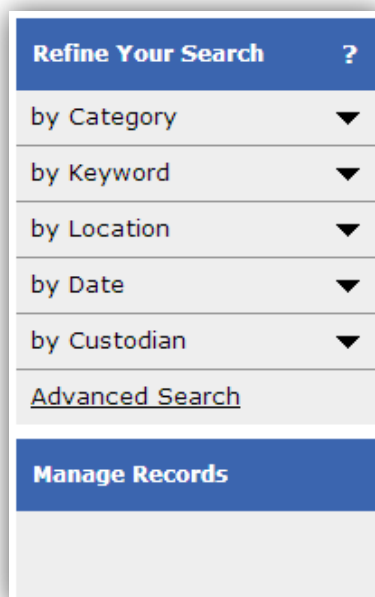 Refine Your Search ?
by Category
by Keyword
by Location
by Date
by Custodian
Advanced Search
Manage Records